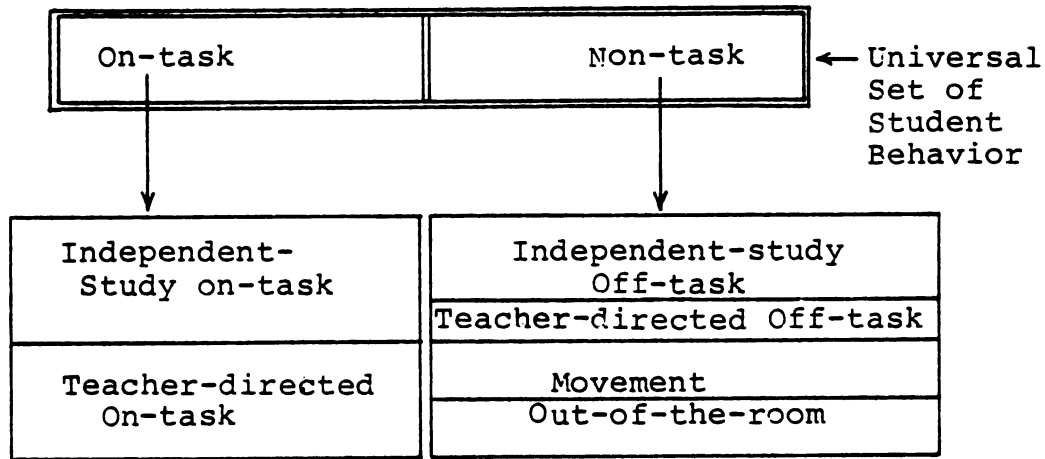 On-task
Non-task
Universal
Set of
Student
Behavior
Independent-
Study on-task
Teacher-directed
On-task
Independent-study
Off-task
Teacher-directed Off-task
Movement
Out-of-the-room